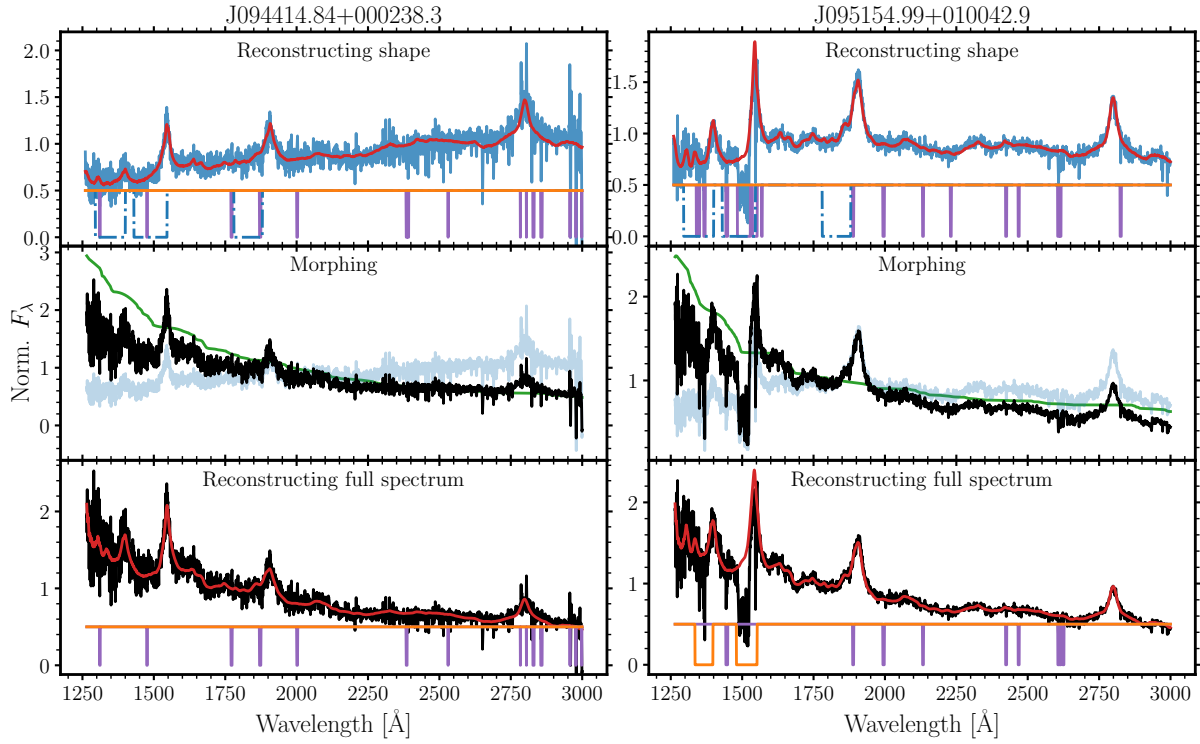 J094414.84+000238.3
J095154.99+010042.9
Reconstructing shape
Reconstructing shape
2.0
1.5
1.0
0.5
0.0
1.5
1.0
0.5
0.0
Morphing
Morphing
Norm. Fλ
3
2
1
0
2
1
Reconstructing full spectrum
Reconstructing full spectrum
2
1
0
2
1
0
1250 1500 1750 2000 2250 2500 2750 3000
1250 1500 1750 2000 2250 2500 2750 3000
Wavelength [Å]
Wavelength [Å]